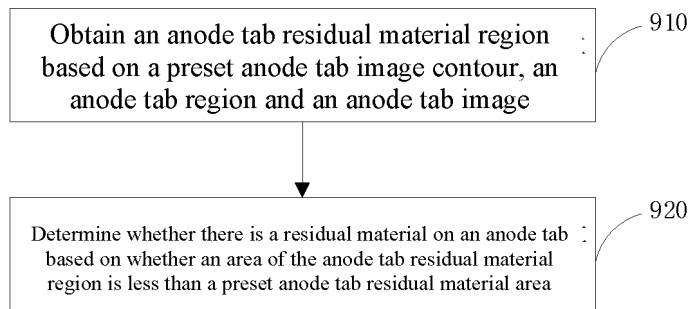 Obtain an anode tab residual material region
based on a preset anode tab image contour, an
anode tab region and an anode tab image
910
Determine whether there is a residual material on an anode tab
based on whether an area of the anode tab residual material
region is less than a preset anode tab residual material area
920